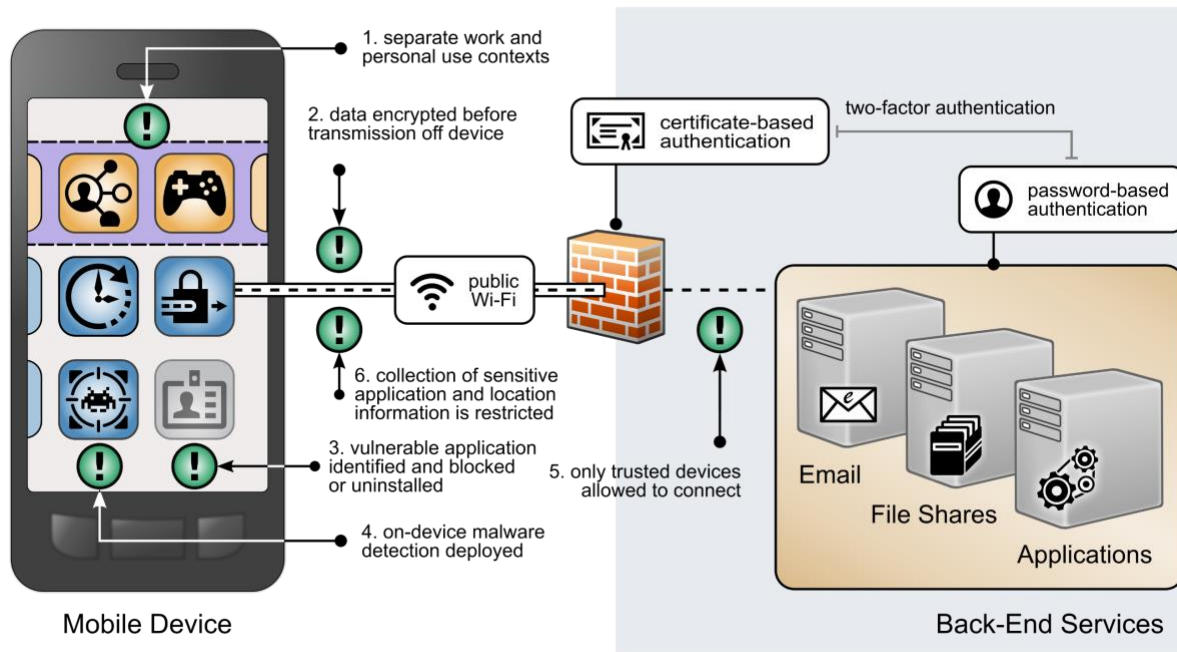 1. separate work and
personal use contexts
2. data encrypted before
transmission off device
certificate-based
authentication
two-factor authentication
password-based
authentication
public
Wi-Fi
6. collection of sensitive
application and location
information is restricted
3. vulnerable application
identified and blocked
or uninstalled
4. on-device malware
detection deployed
5. only trusted devices
allowed to connect
e
Email
File Shares
Applications
Mobile Device
Back-End Services